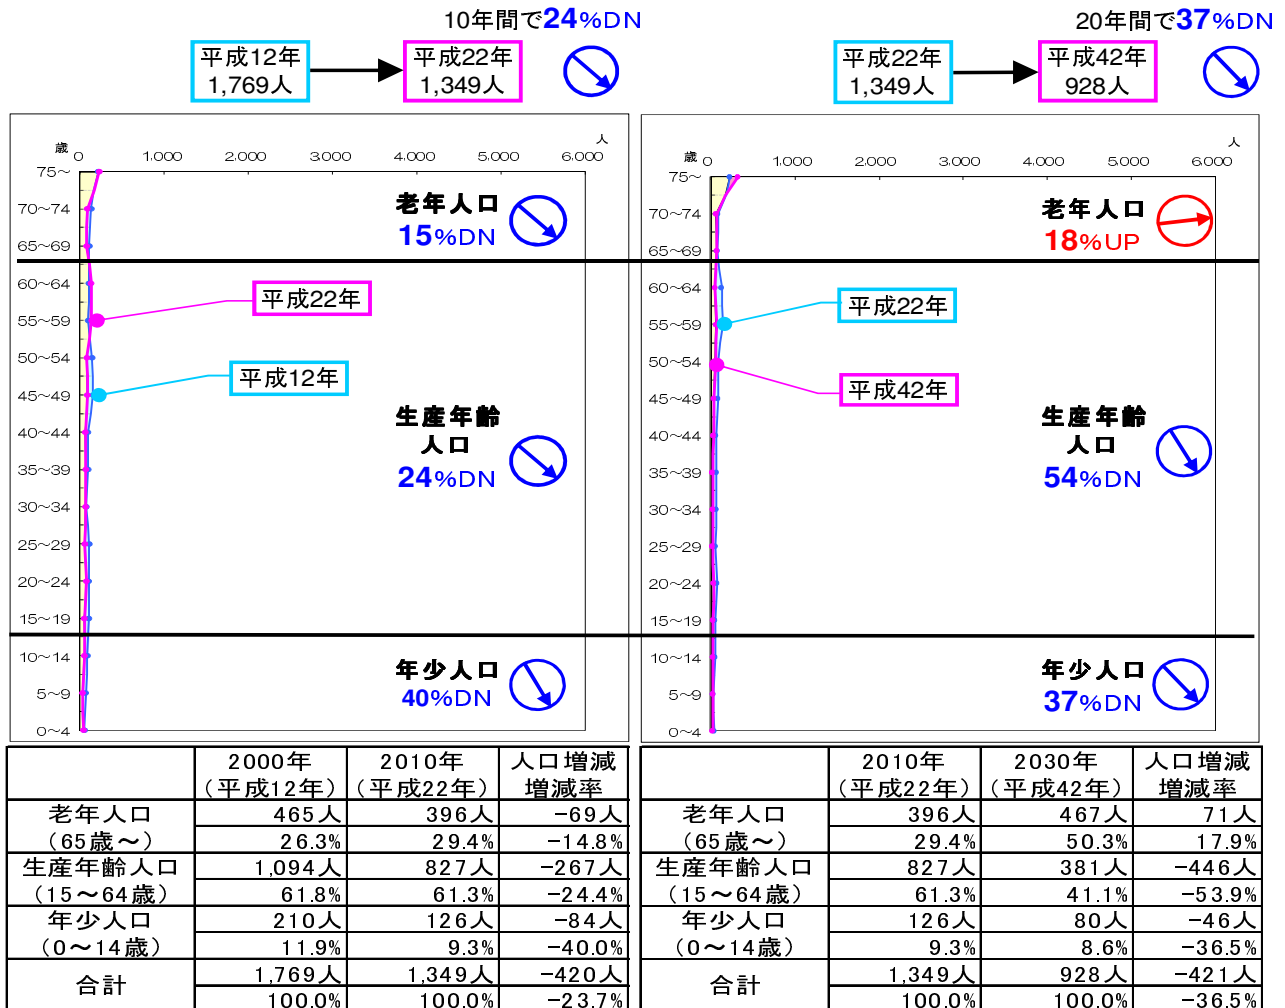 10年間で24%DN
平成12年
1,769人
平成22年
1,349人
20年間で37%DN
平成22年
1,349人
平成42年
928人
歳
人
0 1,000 2,000 3,000 4,000 5,000 6,000
75～
70～74
65～69
60～64
55～59
50～54
45～49
40～44
35～39
30～34
25～29
20～24
15～19
10～14
5～9
0～4
老年人口
15%DN
平成22年
平成12年
生産年齢
人口
24%DN
年少人口
40%DN
歳
人
0 1,000 2,000 3,000 4,000 5,000 6,000
75～
70～74
65～69
60～64
55～59
50～54
45～49
40～44
35～39
30～34
25～29
20～24
15～19
10～14
5～9
0～4
老年人口
18%UP
平成22年
平成42年
生産年齢
人口
54%DN
年少人口
37%DN
2000年 2010年 人口増減
(平成12年) (平成22年) 増減率
老年人口 465人 396人 −69人
(65歳～) 26.3% 29.4% −14.8%
生産年齢人口 1,094人 827人 −267人
(15～64歳) 61.8% 61.3% −24.4%
年少人口 210人 126人 −84人
(0～14歳) 11.9% 9.3% −40.0%
合計 1,769人 1,349人 −420人
100.0% 100.0% −23.7%
2010年 2030年 人口増減
(平成22年) (平成42年) 増減率
老年人口 396人 467人 71人
(65歳～) 29.4% 50.3% 17.9%
生産年齢人口 827人 381人 −446人
(15～64歳) 61.3% 41.1% −53.9%
年少人口 126人 80人 −46人
(0～14歳) 9.3% 8.6% −36.5%
合計 1,349人 928人 −421人
100.0% 100.0% −36.5%